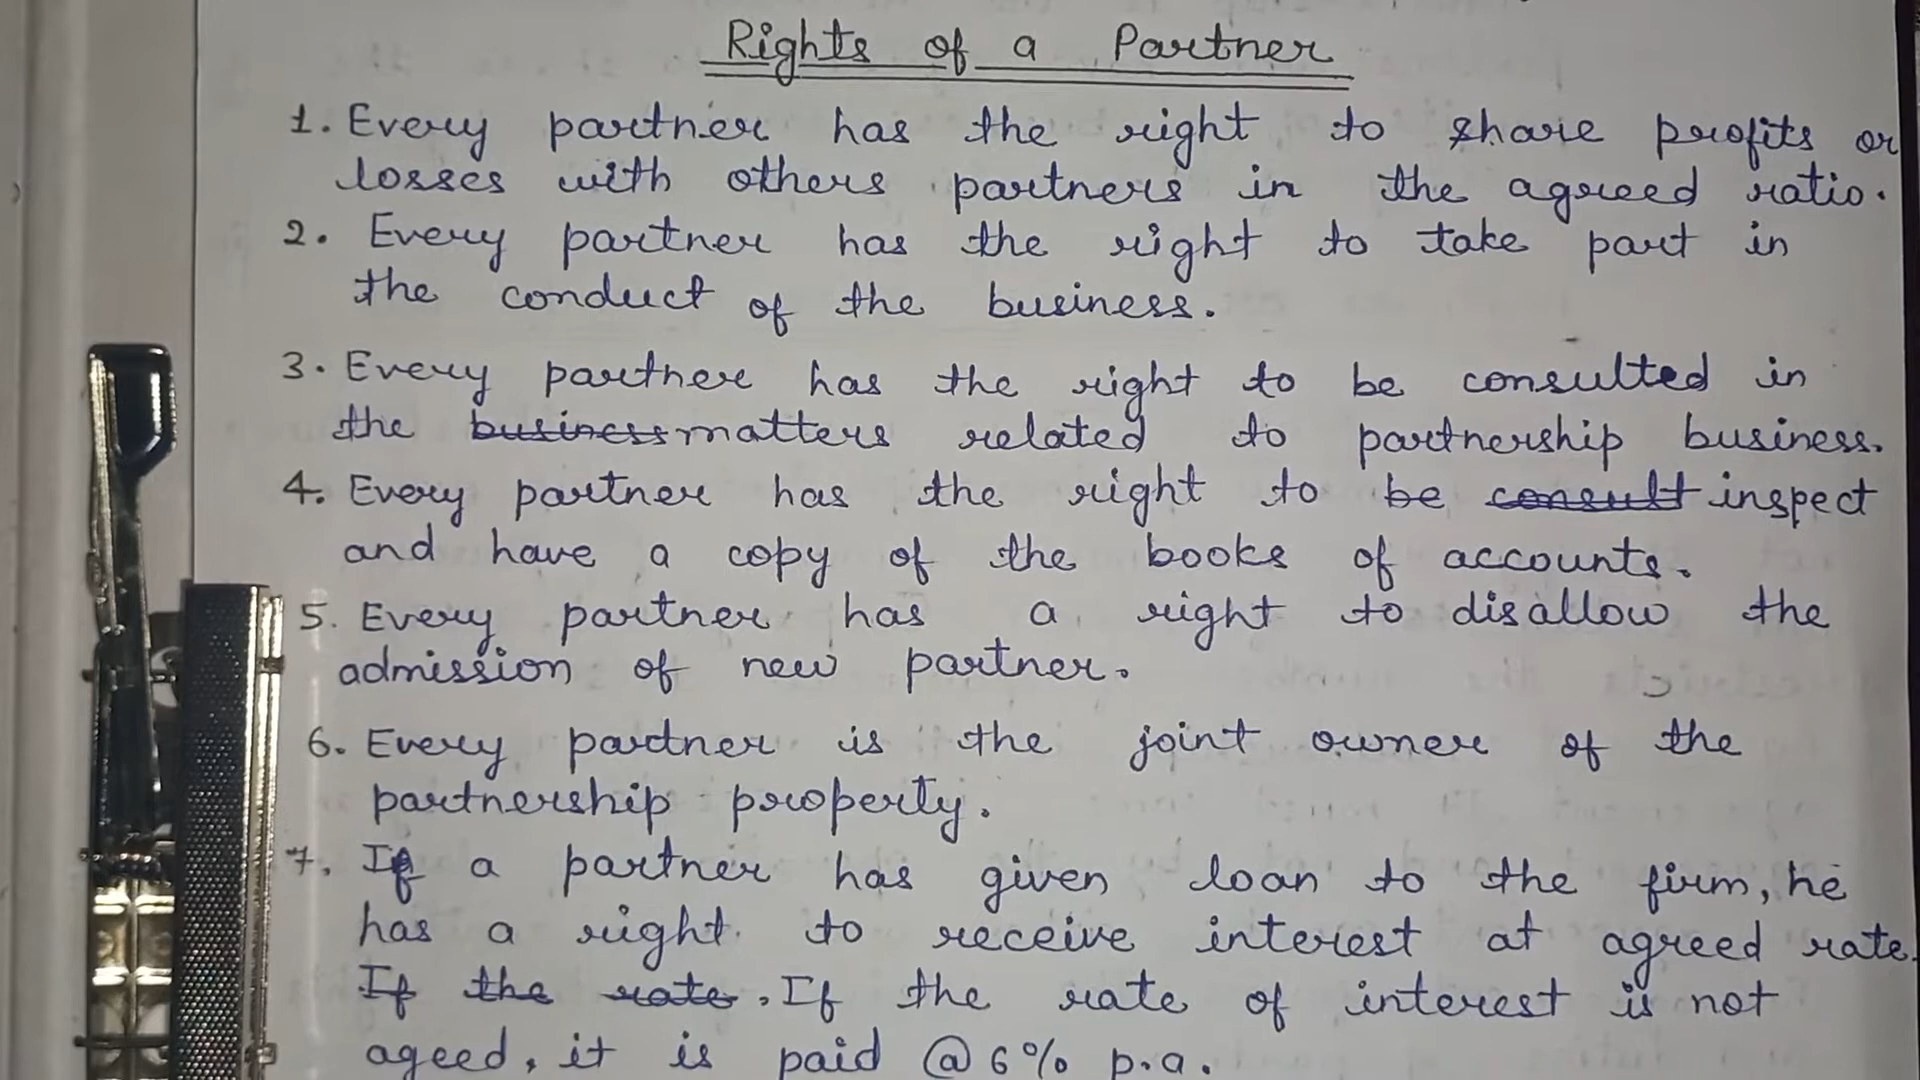 Rights of a Partner
1. Every partner has the right to share profits or
losses with others partners in the agreed ratio.
2. Every partner has the right to take part in
the conduct of the business.
3. Every partner has the right to be consulted in
the business matters related to partnership business.
4. Every partner has the right to be consult inspect
and have a copy of the books of accounts.
5. Every partner has a right to disallow the
admission of new partner.
6. Every partner is the joint owner of the
partnership property.
7. If a partner has given loan to the firm, he
has a right to receive interest at agreed rate.
If the rate. If the rate of interest is not
ageed, it is paid @ 6% p.a.